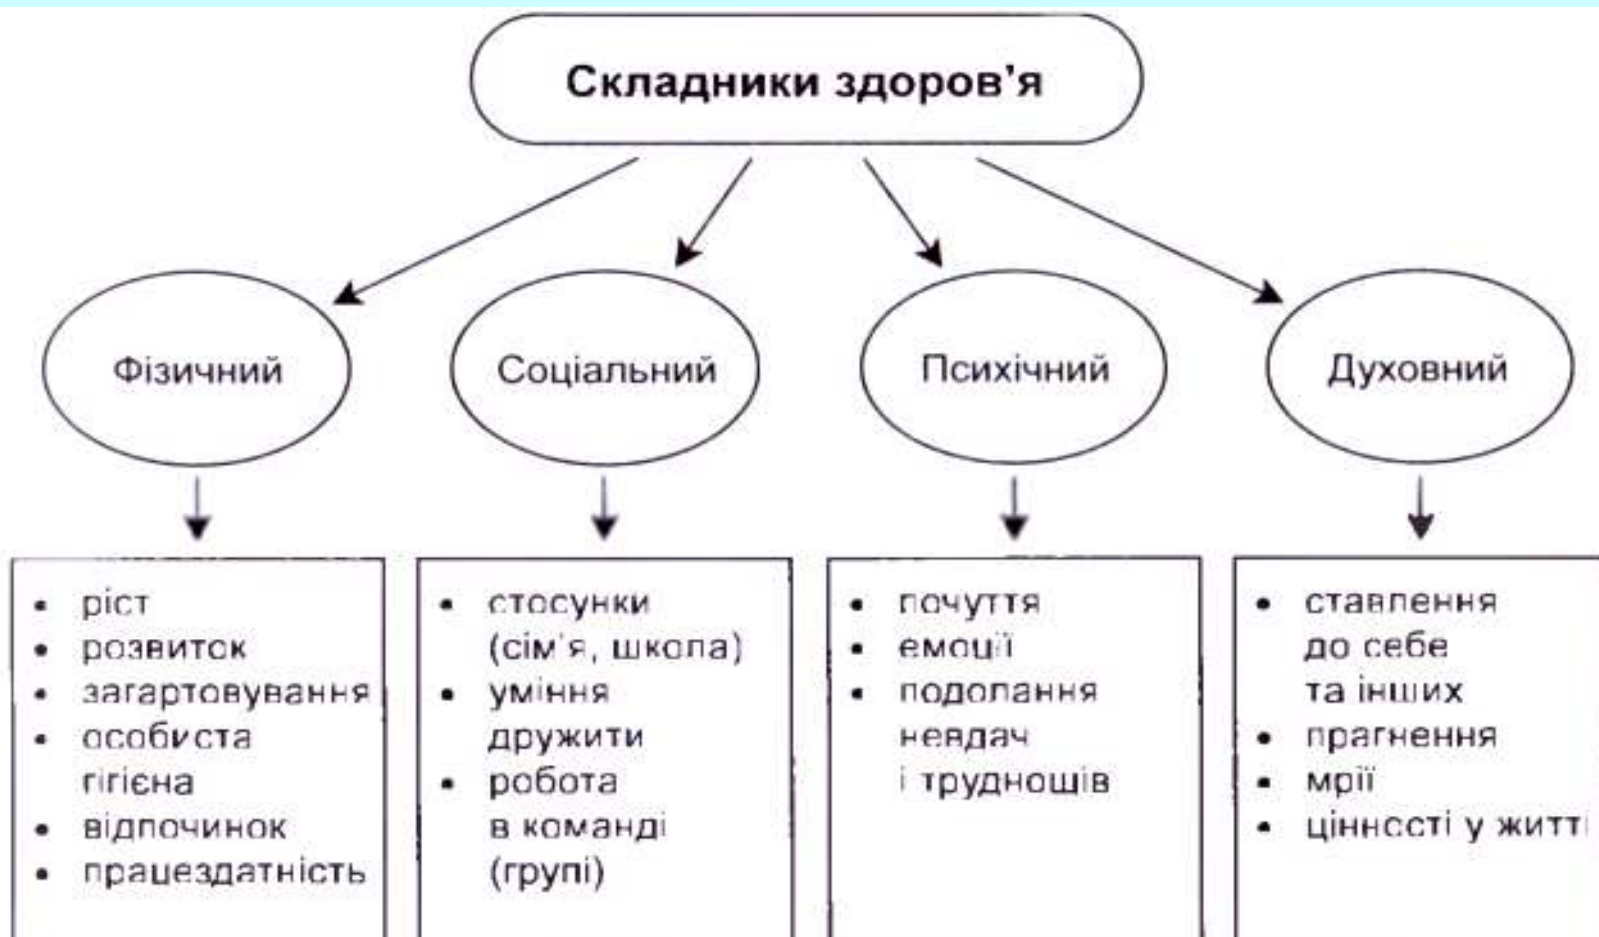 Складники здоров'я
Фізичний
Соціальний
Психічний
Духовний
• ріст
• розвиток
• загартовування
• особиста
гігієна
• відпочинок
• працездатність
• стосунки
(сім'я, школа)
• уміння
дружити
• робота
в команді
(групі)
• почуття
• емоції
• подолання
невдач
і труднощів
• ставлення
до себе
та інших
• прагнення
• мрії
• цінності у житті